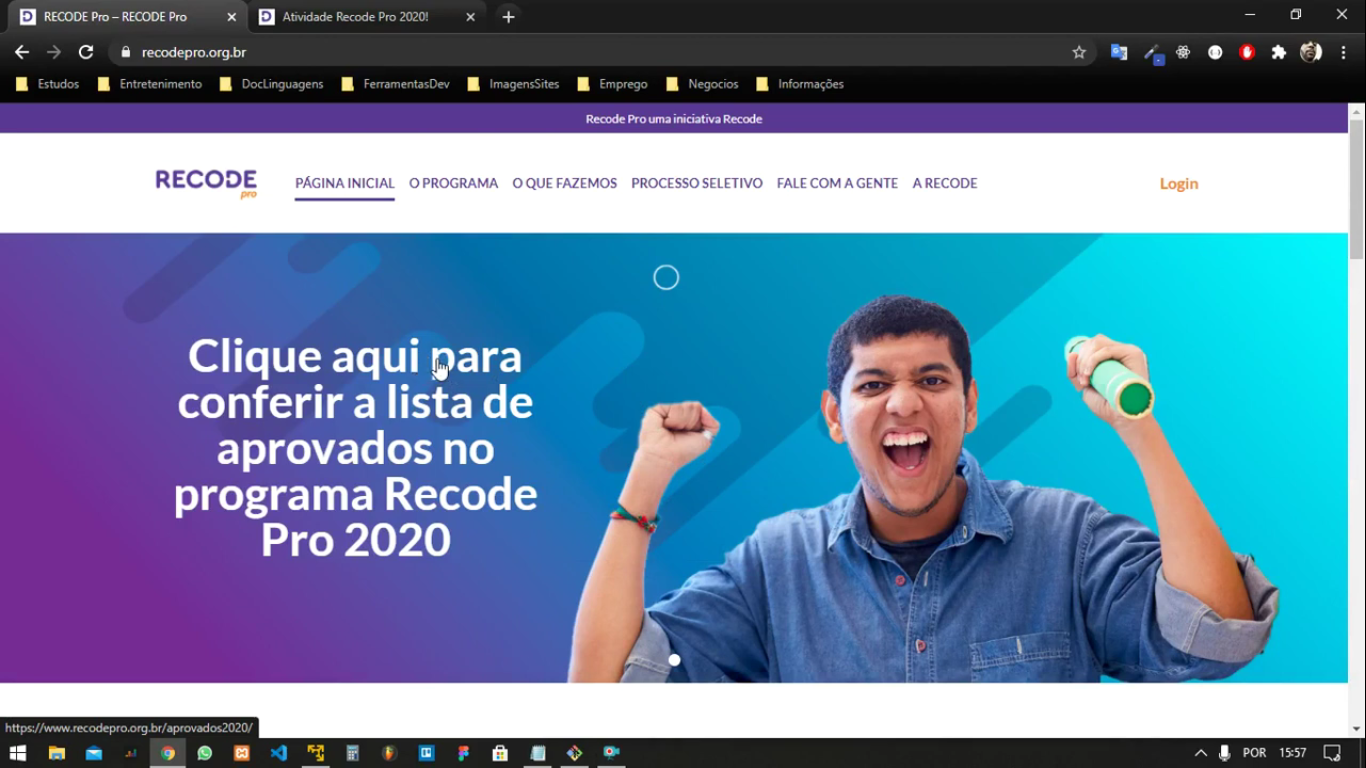 RECODE Pro – RECODE Pro
Atividade Recode Pro 2020!
recodepro.org.br
Estudos
Entretenimento
DocLinguagens
FerramentasDev
ImagensSites
Emprego
Negocios
Informações
Recode Pro uma iniciativa Recode
RECODE
pro
PÁGINA INICIAL
O PROGRAMA
O QUE FAZEMOS
PROCESSO SELETIVO
FALE COM A GENTE
A RECODE
Login
Clique aqui para
conferir a lista de
aprovados no
programa Recode
Pro 2020
https://www.recodepro.org.br/aprovados2020/
POR
15:57